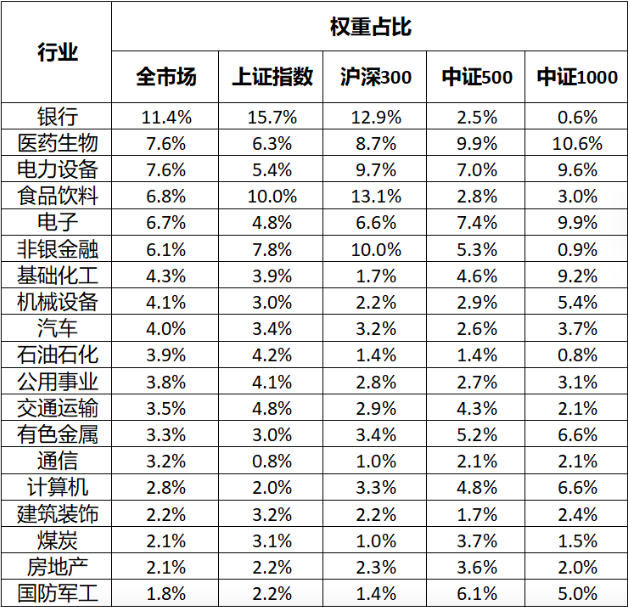 行业 权重占比
全市场 上证指数 沪深300 中证500 中证1000
银行 11.4% 15.7% 12.9% 2.5% 0.6%
医药生物 7.6% 6.3% 8.7% 9.9% 10.6%
电力设备 7.6% 5.4% 9.7% 7.0% 9.6%
食品饮料 6.8% 10.0% 13.1% 2.8% 3.0%
电子 6.7% 4.8% 6.6% 7.4% 9.9%
非银金融 6.1% 7.8% 10.0% 5.3% 0.9%
基础化工 4.3% 3.9% 1.7% 4.6% 9.2%
机械设备 4.1% 3.0% 2.2% 2.9% 5.4%
汽车 4.0% 3.4% 3.2% 2.6% 3.7%
石油石化 3.9% 4.2% 1.4% 1.4% 0.8%
公用事业 3.8% 4.1% 2.8% 2.7% 3.1%
交通运输 3.5% 4.8% 2.9% 4.3% 2.1%
有色金属 3.3% 3.0% 3.4% 5.2% 6.6%
通信 3.2% 0.8% 1.0% 2.1% 2.1%
计算机 2.8% 2.0% 3.3% 4.8% 6.6%
建筑装饰 2.2% 3.2% 2.2% 1.7% 2.4%
煤炭 2.1% 3.1% 1.0% 3.7% 1.5%
房地产 2.1% 2.2% 2.3% 3.6% 2.0%
国防军工 1.8% 2.2% 1.4% 6.1% 5.0%